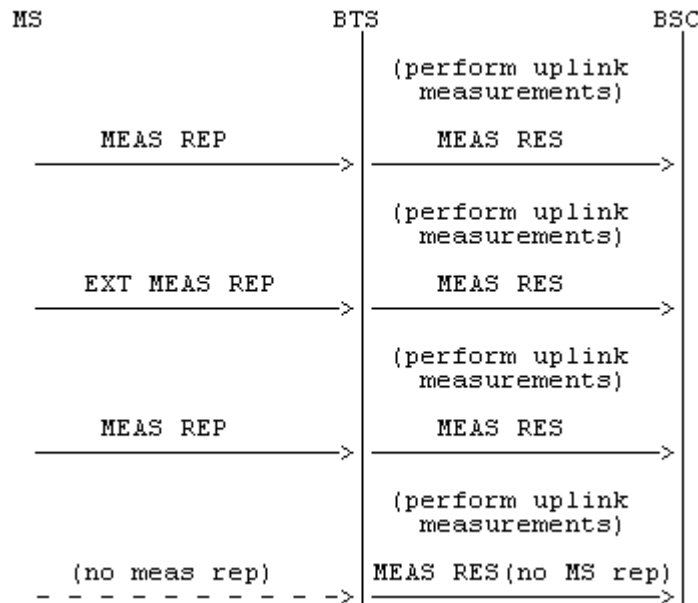 MS BTS BSC
(perform uplink
measurements)
MEAS REP MEAS RES
(perform uplink
measurements)
EXT MEAS REP MEAS RES
(perform uplink
measurements)
MEAS REP MEAS RES
(perform uplink
measurements)
(no meas rep) MEAS RES(no MS rep)